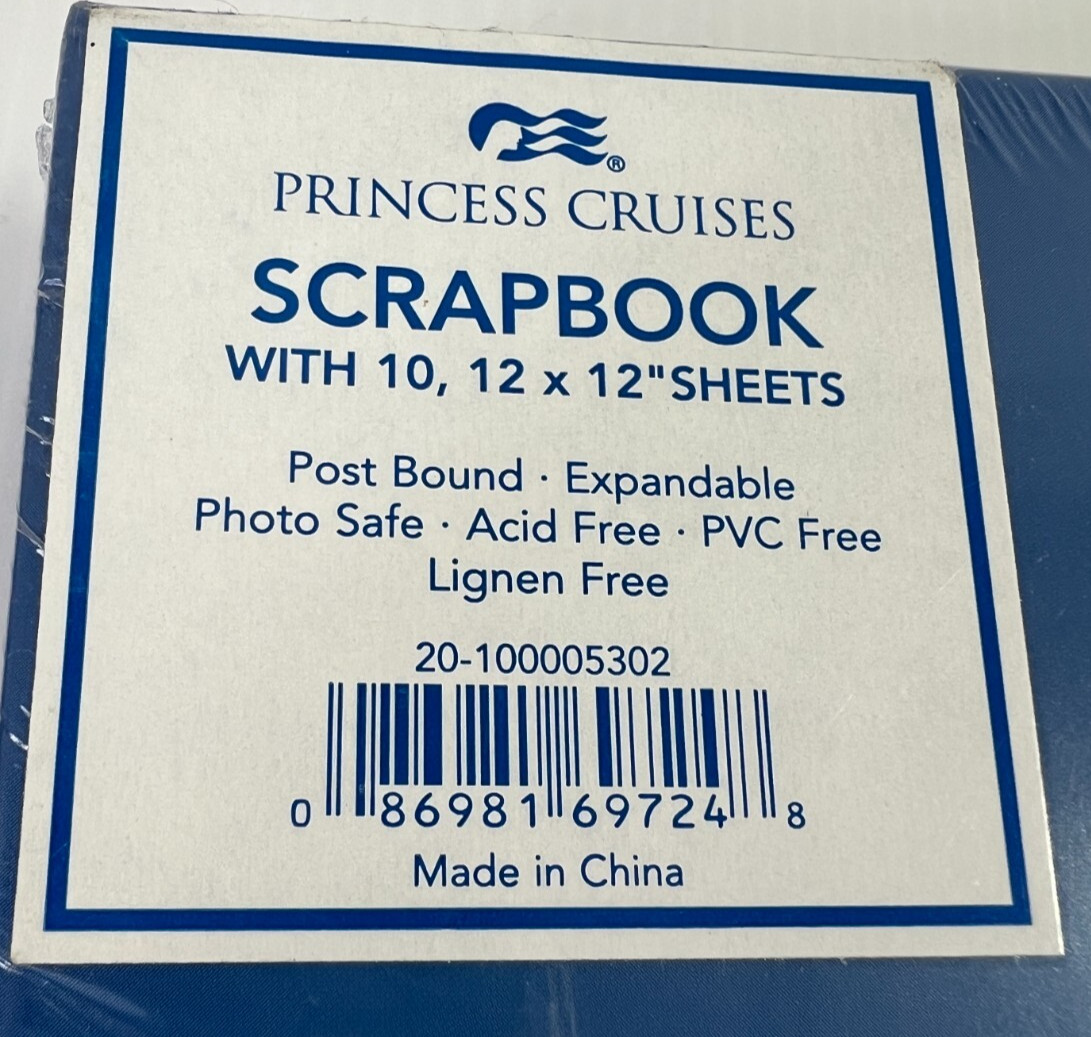 ®
PRINCESS CRUISES
SCRAPBOOK
WITH 10, 12 x 12"SHEETS
Post Bound · Expandable
Photo Safe · Acid Free · PVC Free
Lignen Free
20-100005302
0 86981 69724 8
Made in China